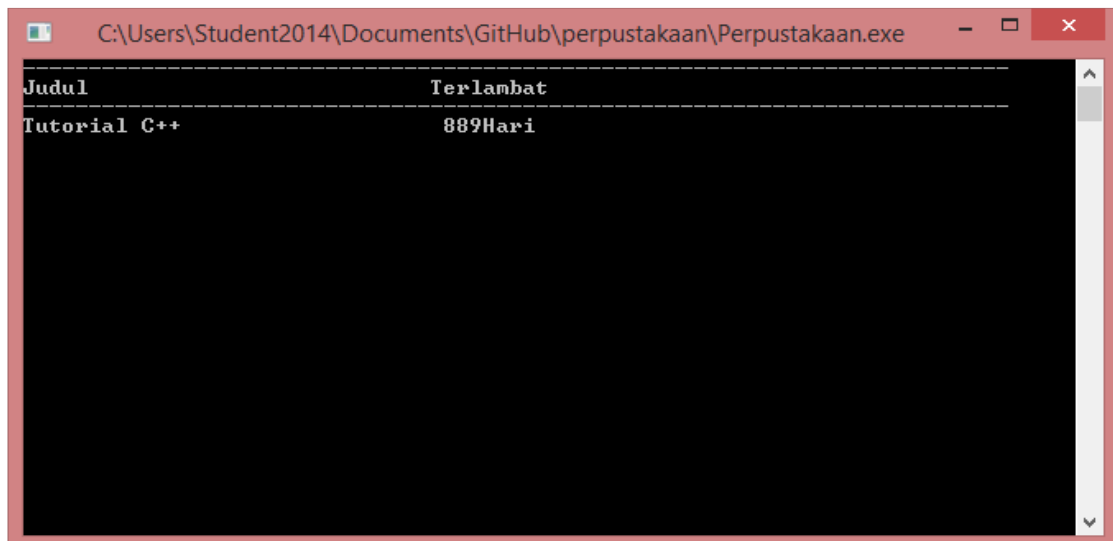 C:\Users\Student2014\Documents\GitHub\perpustakaan\Perpustakaan.exe
--------------------------------------------------------------------------
Judul Terlambat
--------------------------------------------------------------------------
Tutorial C++ 889Hari